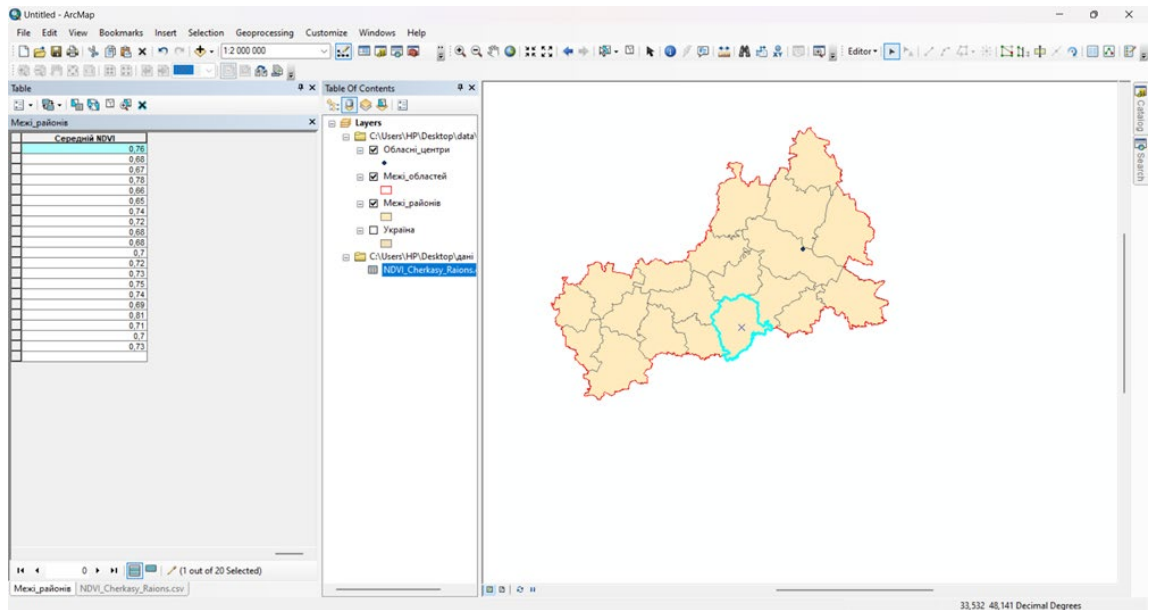 Untitled - ArcMap
File Edit View Bookmarks Insert Selection Geoprocessing Customize Windows Help
1:2 000 000
Editor
Table
Межі_районів
Середній NDVI
0,76
0,68
0,67
0,78
0,66
0,65
0,74
0,72
0,68
0,68
0,7
0,72
0,73
0,75
0,74
0,69
0,81
0,71
0,7
0,73
0
(1 out of 20 Selected)
Межі_районів NDVI_Cherkasy_Raions.csv
Table Of Contents
Layers
C:\Users\HP\Desktop\data\
Обласні_центри
Межі_областей
Межі_районів
Україна
C:\Users\HP\Desktop\дані
NDVI_Cherkasy_Raions.
Catalog
Search
33,532 48,141 Decimal Degrees